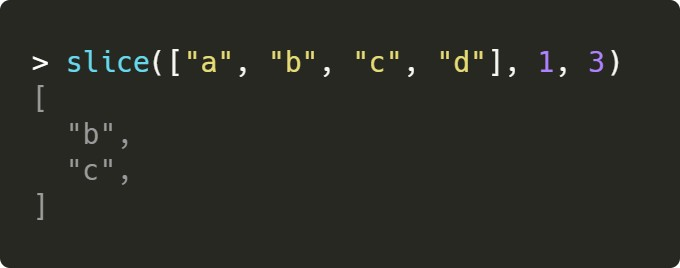 > slice(["a", "b", "c", "d"], 1, 3)
[
  "b",
  "c",
]